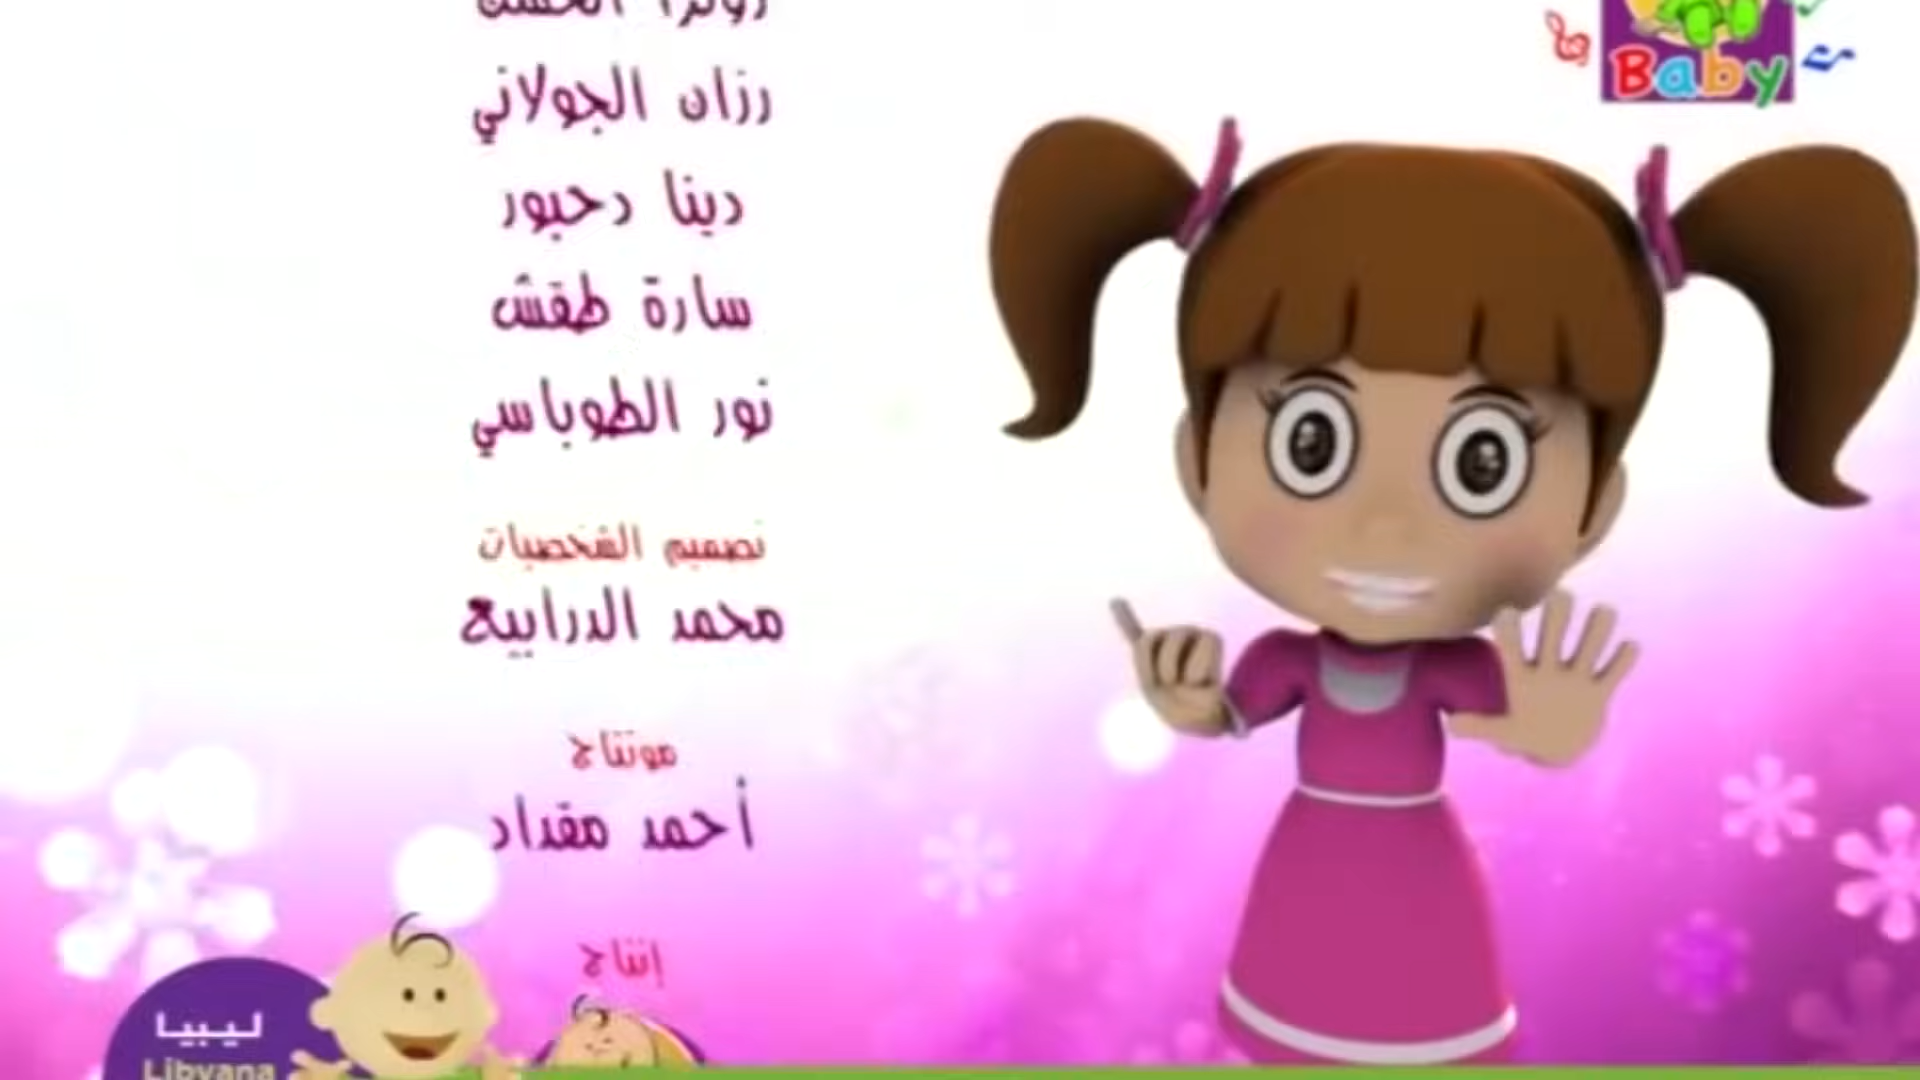 رزان الجولاني
دينا دحبور
سارة طقش
نور الطوباسي
تصميم الشخصيات
محمد الدرابيع
مونتاج
أحمد مقداد
إنتاج
Baby
ليبيا
Libyana